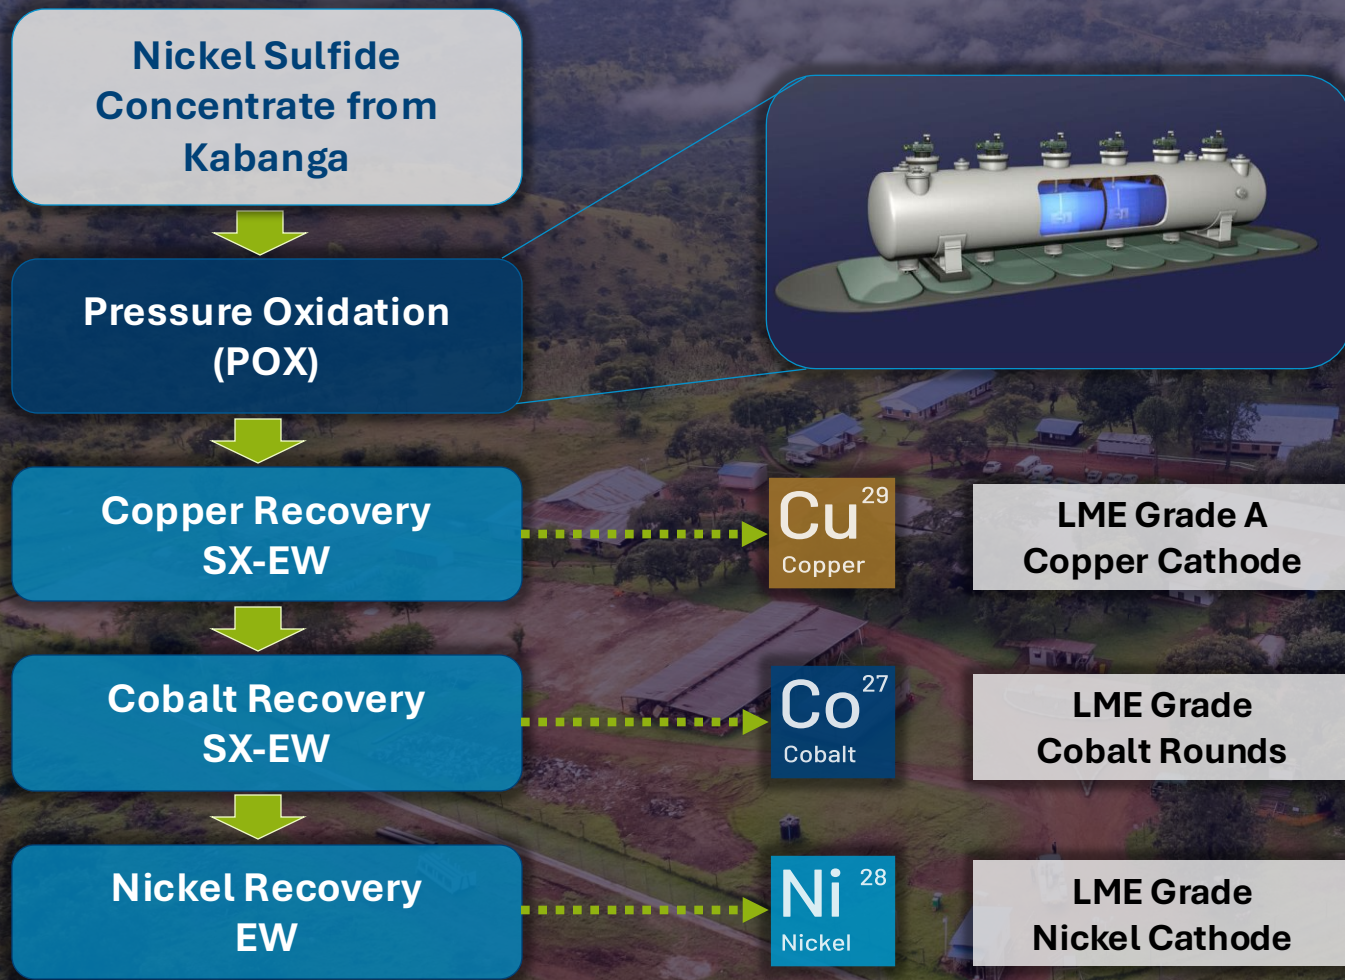 Nickel Sulfide
Concentrate from
Kabanga
Pressure Oxidation
(POX)
Copper Recovery
SX-EW
Cu 29
Copper
LME Grade A
Copper Cathode
Cobalt Recovery
SX-EW
Co 27
Cobalt
LME Grade
Cobalt Rounds
Nickel Recovery
EW
Ni 28
Nickel
LME Grade
Nickel Cathode